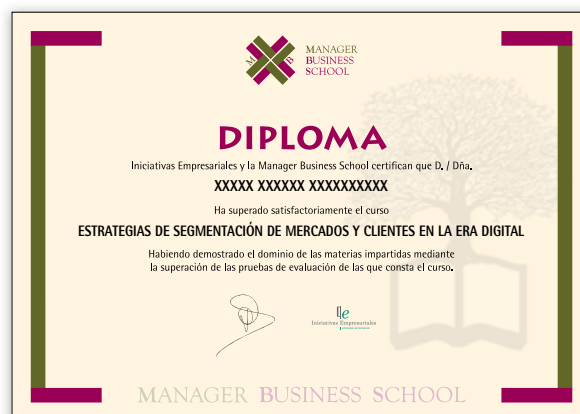 M B
MANAGER
BUSINESS
SCHOOL
DIPLOMA
Iniciativas Empresariales y la Manager Business School certifican que D. / Dña.
XXXXX XXXXXX XXXXXXXXXX
Ha superado satisfactoriamente el curso
ESTRATEGIAS DE SEGMENTACIÓN DE MERCADOS Y CLIENTES EN LA ERA DIGITAL
Habiendo demostrado el dominio de las materias impartidas mediante
la superación de las pruebas de evaluación de las que consta el curso.
Iniciativas Empresariales
MANAGER BUSINESS SCHOOL